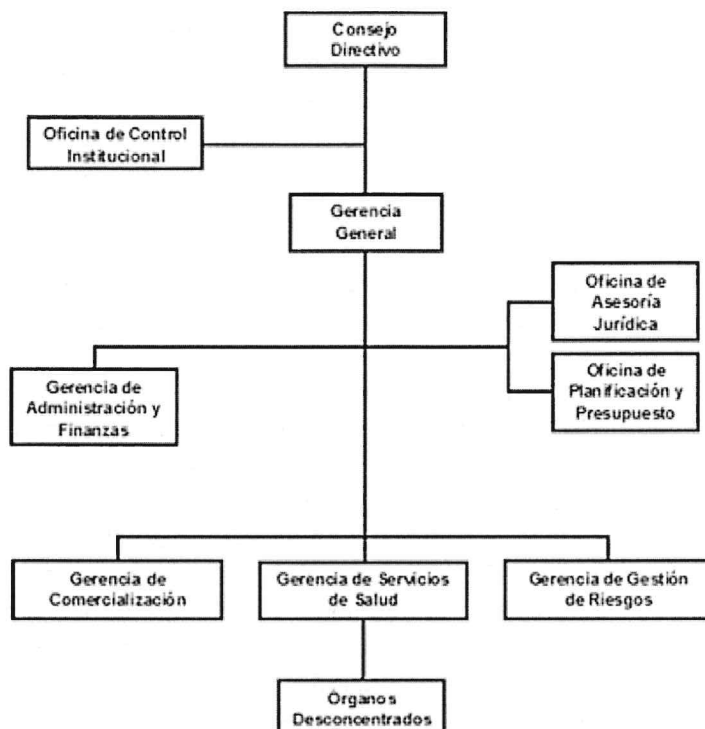 Consejo
Directivo
Oficina de Control
Institucional
Gerencia
General
Oficina de
Asesoría
Jurídica
Gerencia de
Administración y
Finanzas
Oficina de
Planificación y
Presupuesto
Gerencia de
Comercialización
Gerencia de Servicios
de Salud
Gerencia de Gestión
de Riesgos
Órganos
Desconcentrados